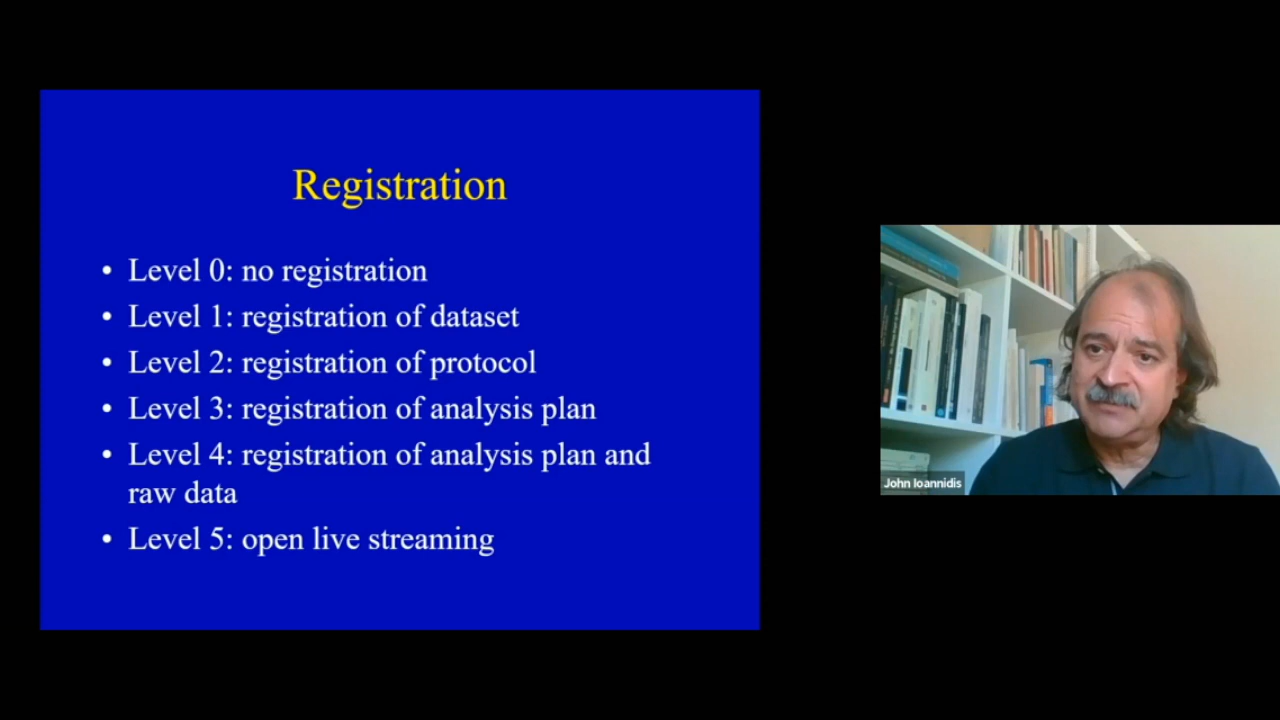 Registration
• Level 0: no registration
• Level 1: registration of dataset
• Level 2: registration of protocol
• Level 3: registration of analysis plan
• Level 4: registration of analysis plan and
raw data
• Level 5: open live streaming
John Ioannidis